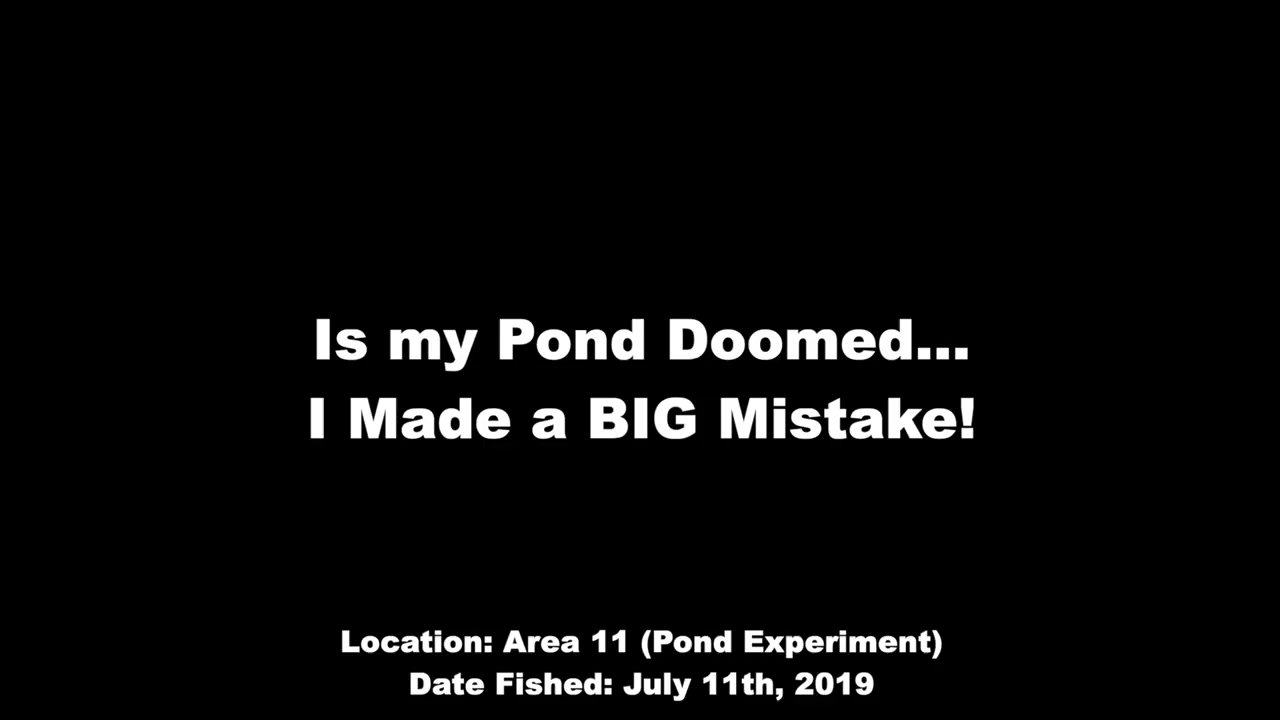 Is my Pond Doomed...
I Made a BIG Mistake!
Location: Area 11 (Pond Experiment)
Date Fished: July 11th, 2019